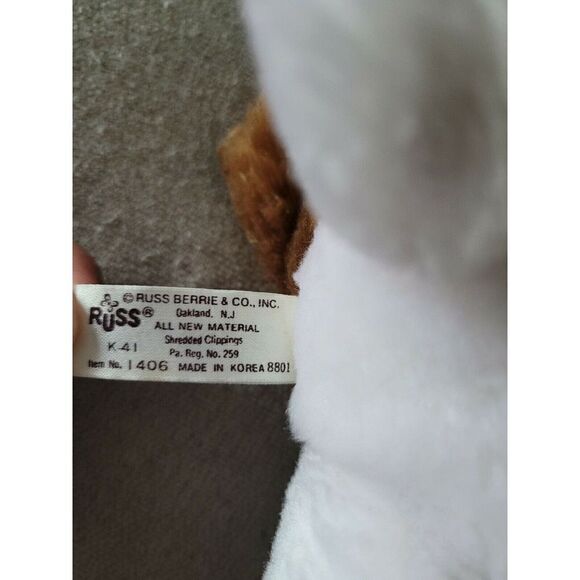 © RUSS BERRIE & CO., INC.
RUSS® Oakland, N.J
ALL NEW MATERIAL
Shredded Clippings
K-41 Pa. Reg. No. 259
Item No. 1406 MADE IN KOREA 8801